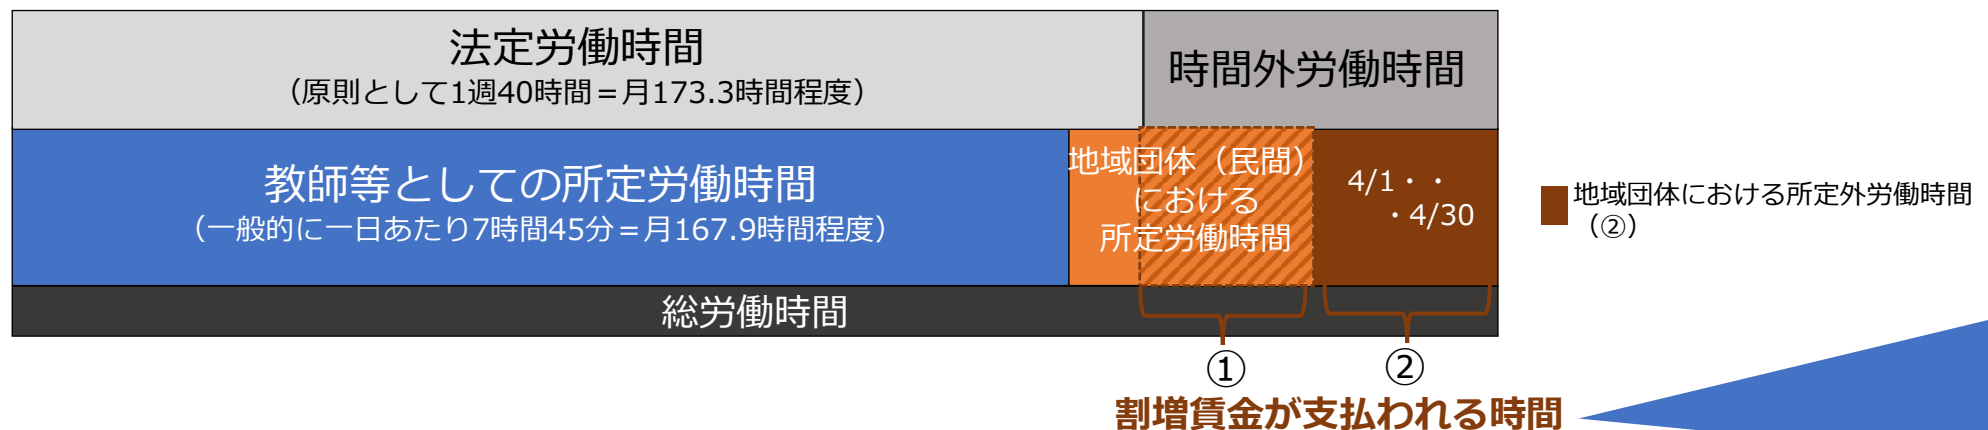 法定労働時間
（原則として1週40時間＝月173.3時間程度）
時間外労働時間
教師等としての所定労働時間
（一般的に一日あたり7時間45分＝月167.9時間程度）
地域団体（民間）
における
所定労働時間
4/1・・
・4/30
地域団体における所定外労働時間
（②）
総労働時間
①
②
割増賃金が支払われる時間